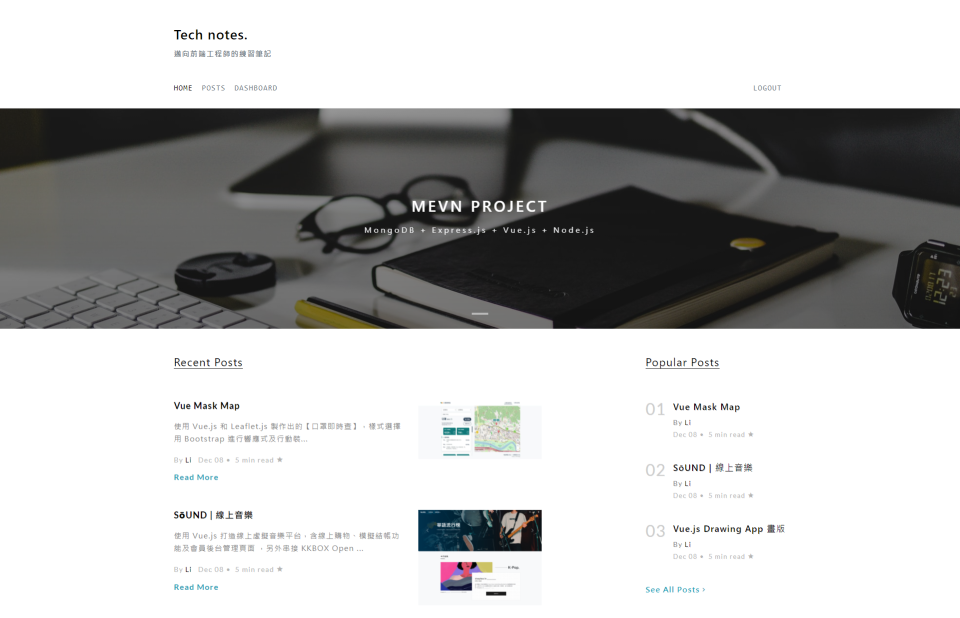 Tech notes.
邁向前端工程師的練習筆記
HOME POSTS DASHBOARD LOGOUT
MEVN PROJECT
MongoDB + Express.js + Vue.js + Node.js
Recent Posts
Vue Mask Map
使用 Vue.js 和 Leaflet.js 製作出的【口罩即時查】，樣式選擇
用 Bootstrap 進行響應式及行動裝...
By LI Dec 08 • 5 min read ★
Read More
SōUND | 線上音樂
使用 Vue.js 打造線上虛擬音樂平台，含線上購物、模擬結帳功
能及會員後台管理頁面 ，另外串接 KKBOX Open ...
By LI Dec 08 • 5 min read ★
Read More
Popular Posts
01 Vue Mask Map
By LI
Dec 08 • 5 min read ★
02 SōUND | 線上音樂
By LI
Dec 08 • 5 min read ★
03 Vue.js Drawing App 畫版
By LI
Dec 08 • 5 min read ★
See All Posts ›